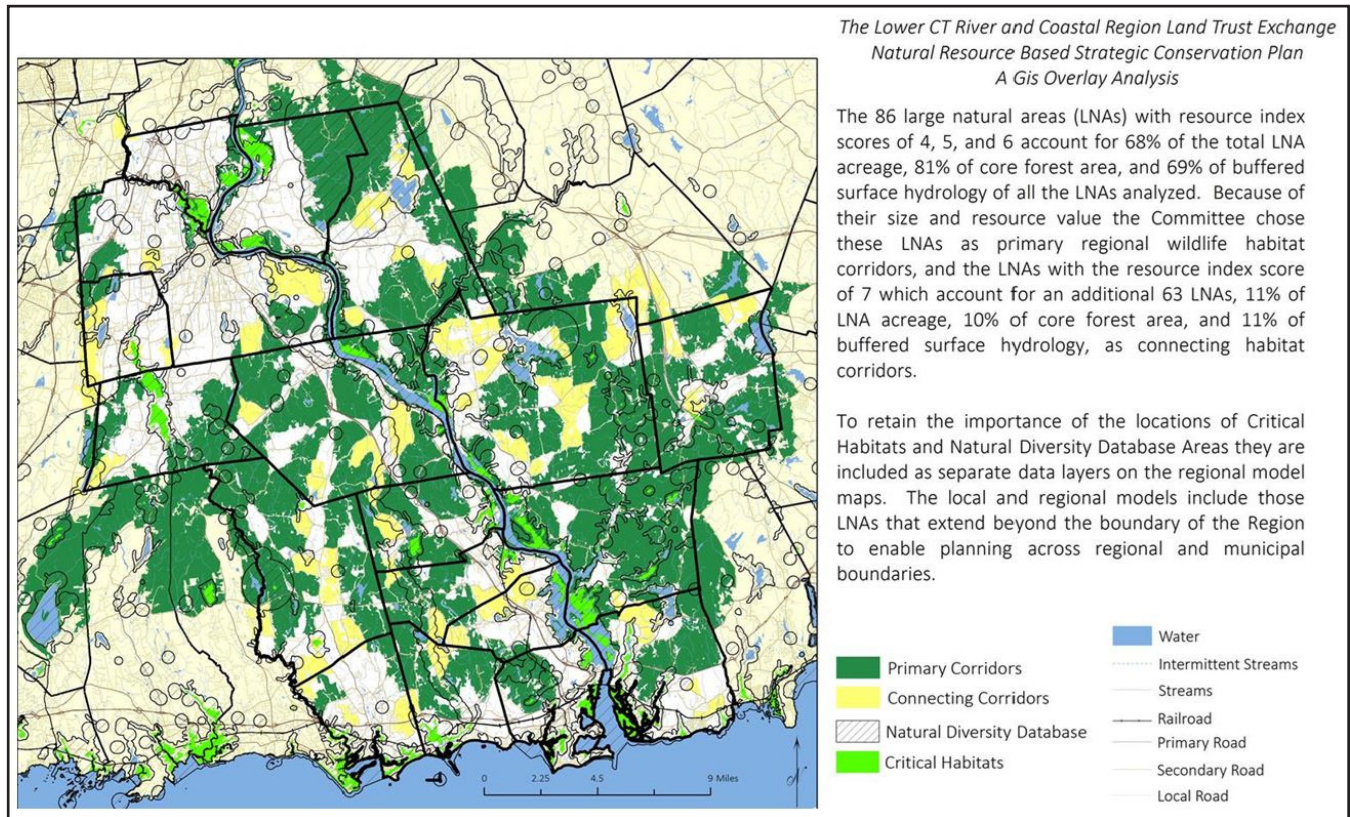 The Lower CT River and Coastal Region Land Trust Exchange
Natural Resource Based Strategic Conservation Plan
A Gis Overlay Analysis
The 86 large natural areas (LNAs) with resource index
scores of 4, 5, and 6 account for 68% of the total LNA
acreage, 81% of core forest area, and 69% of buffered
surface hydrology of all the LNAs analyzed. Because of
their size and resource value the Committee chose
these LNAs as primary regional wildlife habitat
corridors, and the LNAs with the resource index score
of 7 which account for an additional 63 LNAs, 11% of
LNA acreage, 10% of core forest area, and 11% of
buffered surface hydrology, as connecting habitat
corridors.
To retain the importance of the locations of Critical
Habitats and Natural Diversity Database Areas they are
included as separate data layers on the regional model
maps. The local and regional models include those
LNAs that extend beyond the boundary of the Region
to enable planning across regional and municipal
boundaries.
Primary Corridors
Connecting Corridors
Natural Diversity Database
Critical Habitats
Water
Intermittent Streams
Streams
Railroad
Primary Road
Secondary Road
Local Road
0 2.25 4.5 9 Miles